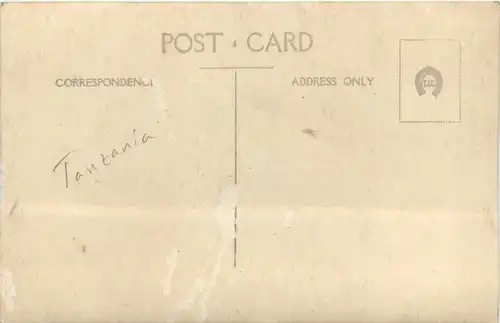 POST CARD
CORRESPONDENCE
ADDRESS ONLY
Tanzania